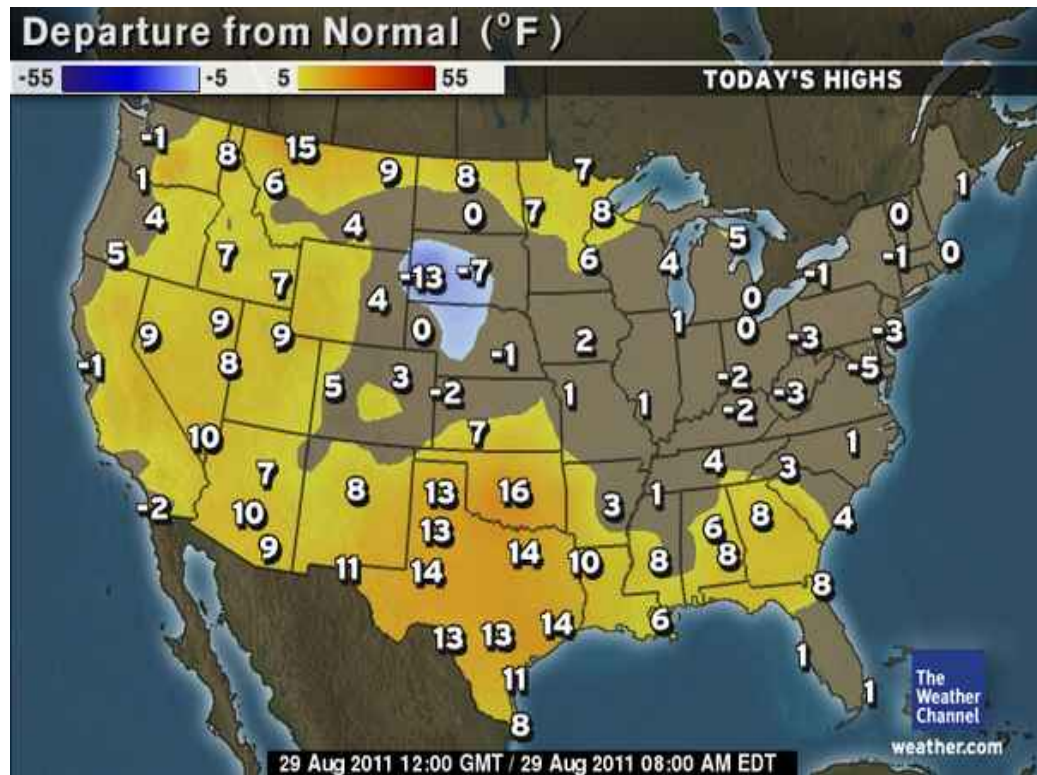 Departure from Normal (°F)
-55 -5 5 55 TODAY'S HIGHS
-1 8 15 9 8 7
1 6 0 7 8 1
4 4 0
5 7 -13 -7 6 4 5 -1 -1 0
7 4 0
9 9 9 0 -1 2 1 0 -3 -3
-1 8 5 3 -2 1 1 -2 -3 -5
10 7 -2 1
7 8 13 16 3 1 4 3
-2 10 13 6 8 4
9 11 14 14 10 8 8
13 13 14 6 8
11 1
8 1
The
Weather
Channel
weather.com
29 Aug 2011 12:00 GMT / 29 Aug 2011 08:00 AM EDT